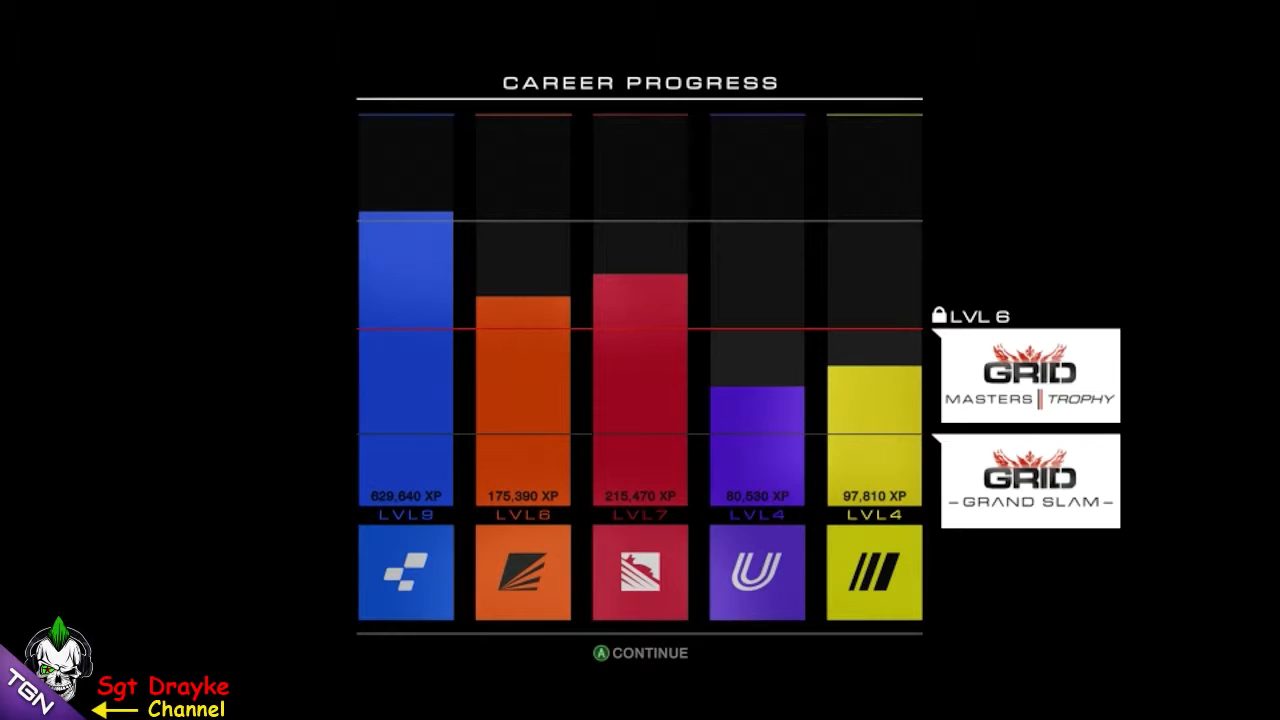 CAREER PROGRESS
LVL 6
GRID
MASTERS TROPHY
GRID
-GRAND SLAM-
629,640 XP 175,390 XP 215,470 XP 80,530 XP 97,810 XP
LVL9 LVL6 LVL7 LVL4 LVL4
A CONTINUE
TGN
Sgt Drayke
Channel